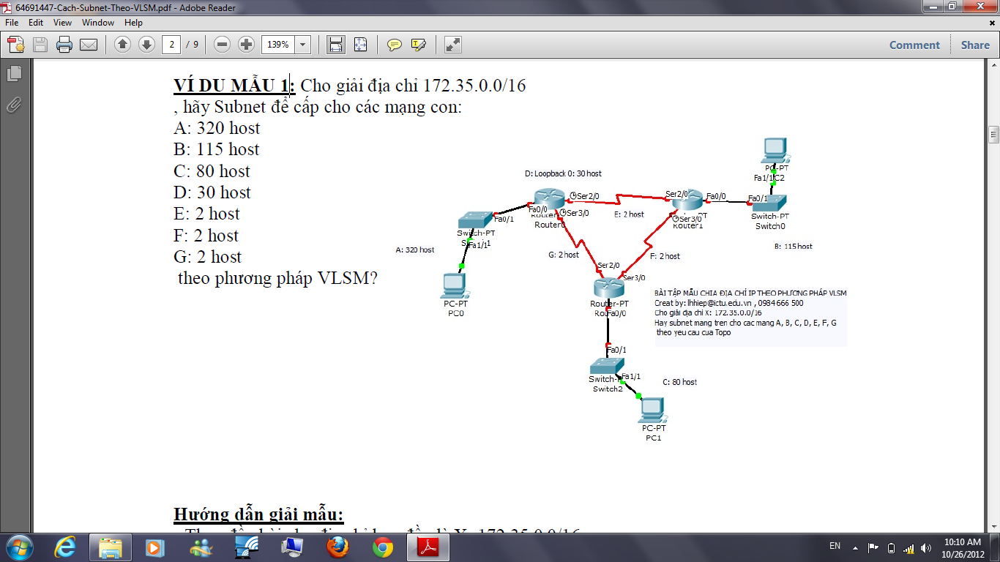 64691447-Cach-Subnet-Theo-VLSM.pdf - Adobe Reader
File Edit View Window Help
2 / 9 139% Comment Share
VÍ DU MẪU 1: Cho giải địa chỉ 172.35.0.0/16
, hãy Subnet để cấp cho các mạng con:
A: 320 host
B: 115 host
C: 80 host
D: 30 host
E: 2 host
F: 2 host
G: 2 host
theo phương pháp VLSM?
D: Loopback 0: 30 host
PC-PT
Fa1/1
Ser2/0
Ser2/0
Fa0/0
Fa0/1
Fa0/0
Ser3/0
Router0
E: 2 host
Ser3/0
Router1
Switch-PT
Switch0
Fa0/1
Fa1/1
A: 320 host
G: 2 host
F: 2 host
B: 115 host
Ser2/0
Ser3/0
PC-PT
PC0
Router-PT
Fa0/0
BÀI TẬP MẪU CHIA ĐỊA CHỈ IP THEO PHƯƠNG PHÁP VLSM
Creat by: lhhiep@ictu.edu.vn , 0984 666 500
Cho giải địa chỉ X: 172.35.0.0/16
Hay subnet mang tren cho cac mang A, B, C, D, E, F, G
theo yeu cau cua Topo
Fa0/1
Fa1/1
Switch2
C: 80 host
PC-PT
PC1
Hướng dẫn giải mẫu:
EN
10:10 AM
10/26/2012